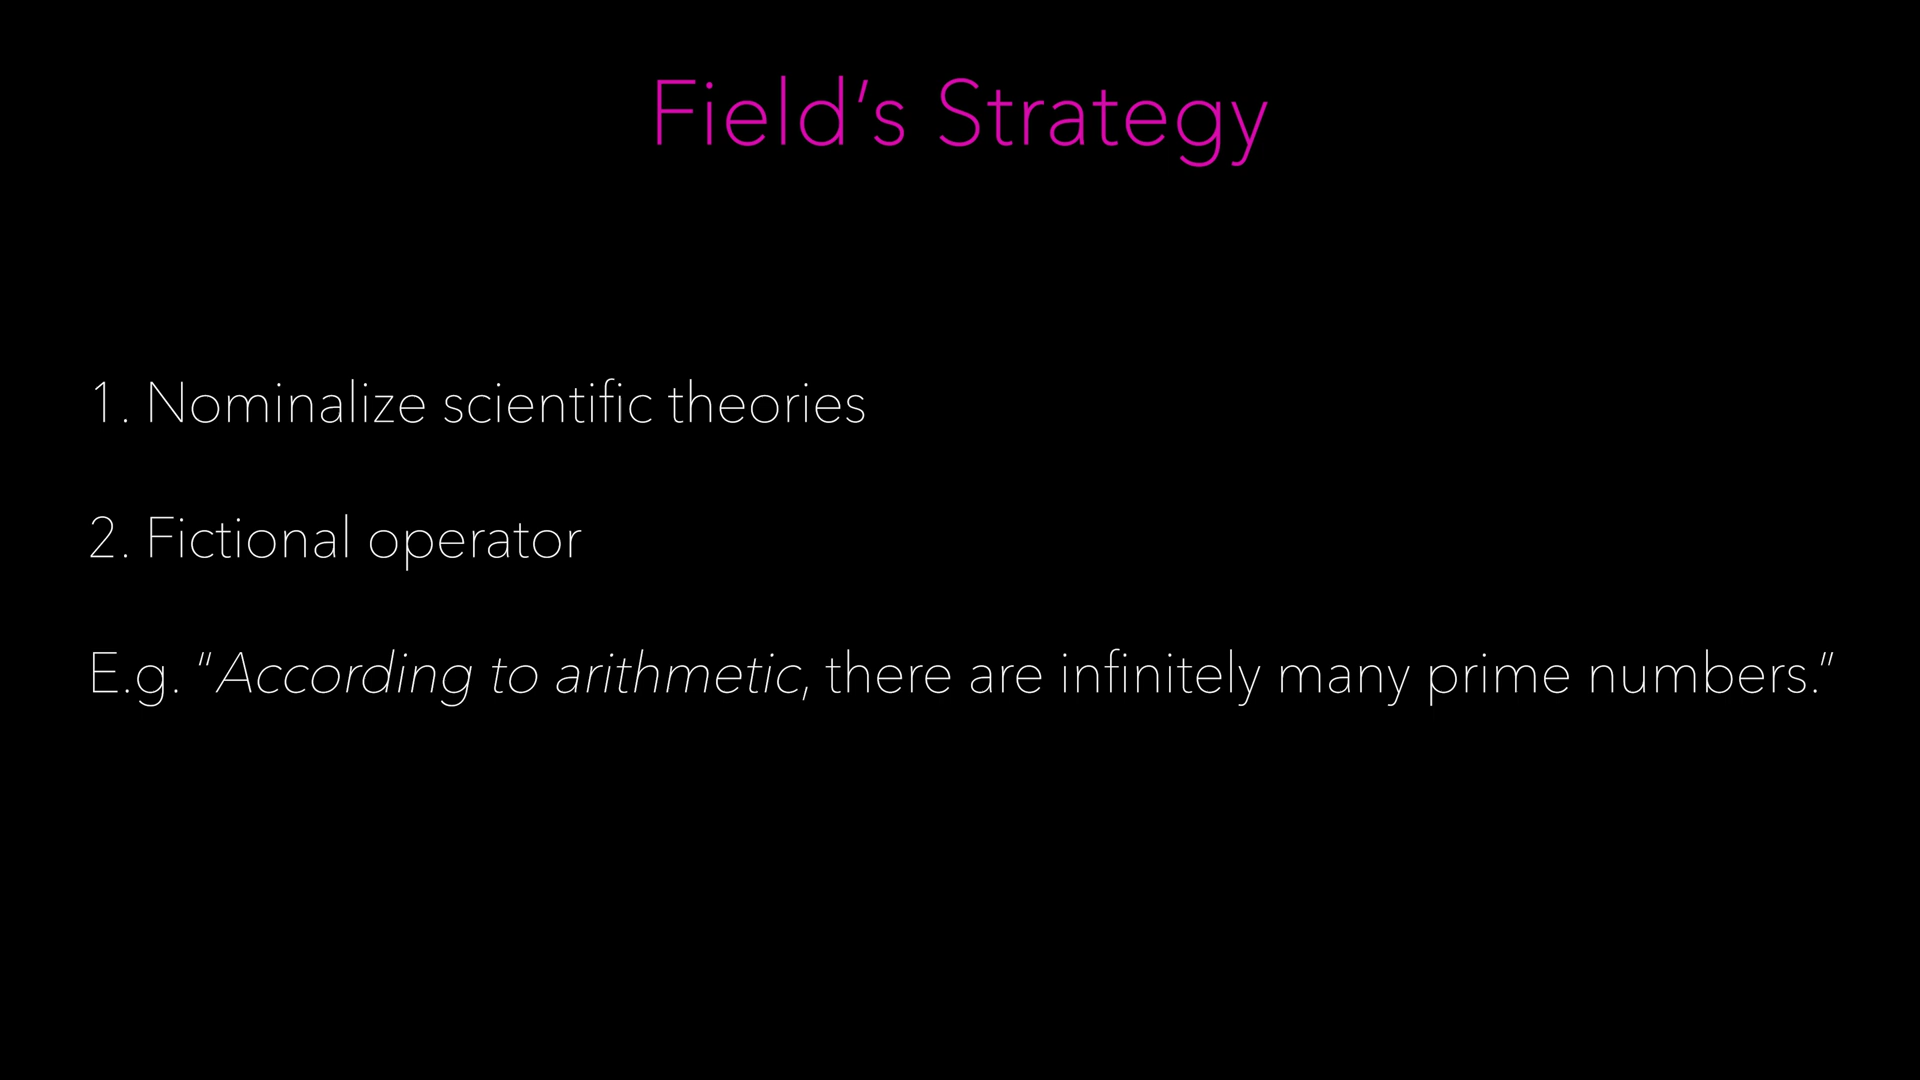 Field’s Strategy
1. Nominalize scientific theories
2. Fictional operator
E.g. “According to arithmetic, there are infinitely many prime numbers.”